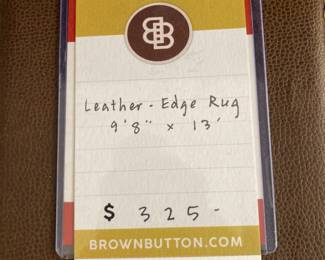 BB
Leather - Edge Rug
9'8" x 13'
$ 325-
BROWNBUTTON.COM